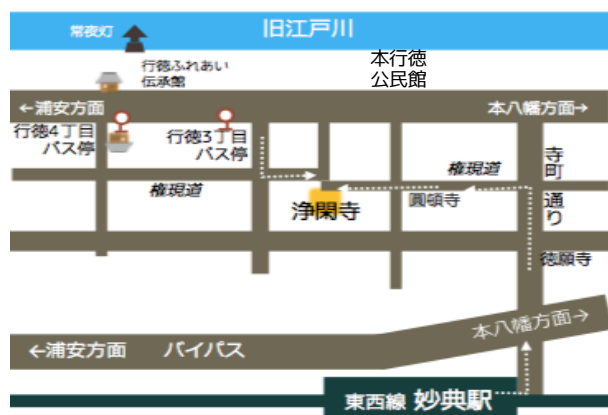 常夜灯
旧江戸川
行徳ふれあい
伝承館
本行徳
公民館
←浦安方面
本八幡方面→
行徳4丁目
バス停
行徳3丁目
バス停
寺町通り
権現道
権現道
浄閑寺
圓頓寺
徳願寺
本八幡方面→
←浦安方面
バイパス
東西線 妙典駅